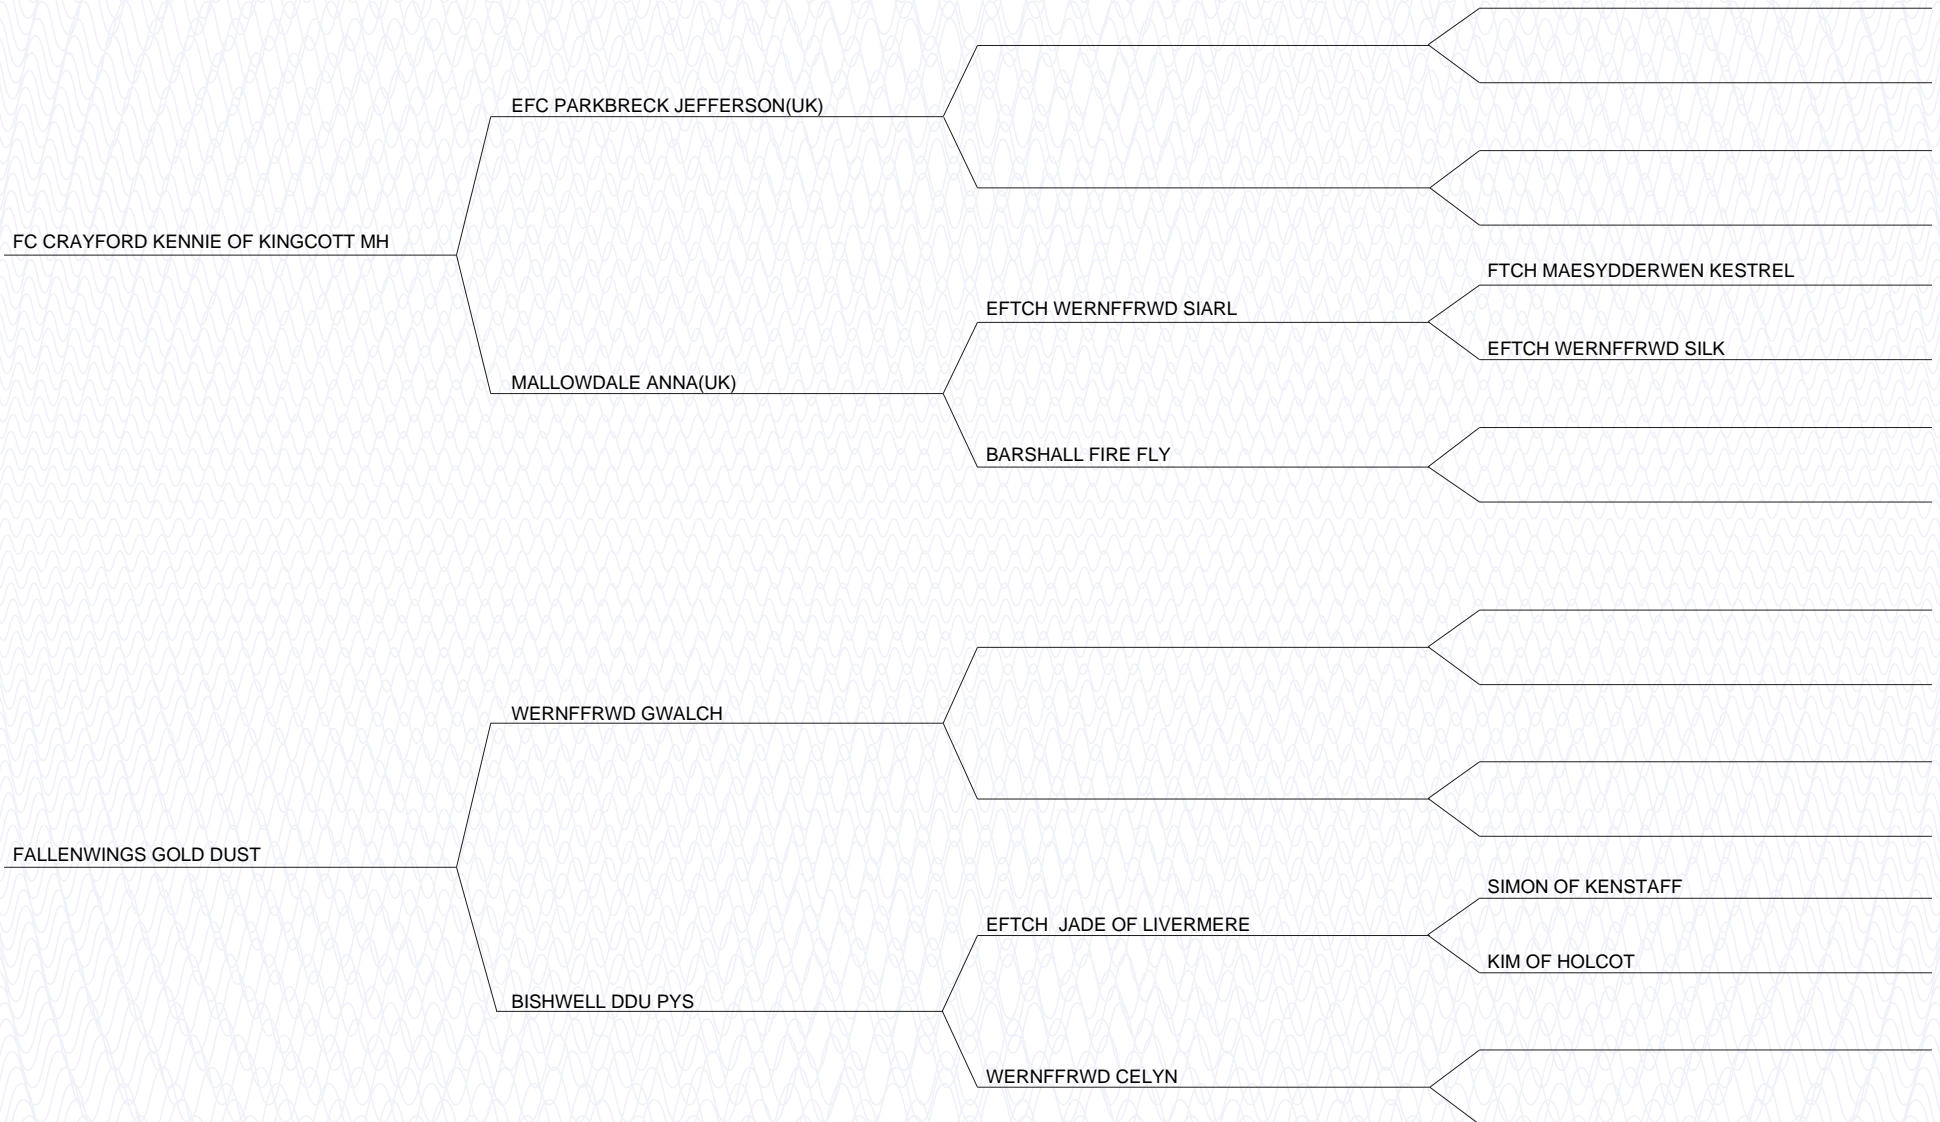 EFC PARKBRECK JEFFERSON(UK)
FC CRAYFORD KENNIE OF KINGCOTT MH
FTCH MAESYDDERWEN KESTREL
EFTCH WERNFFRWD SIARL
EFTCH WERNFFRWD SILK
MALLOWDALE ANNA(UK)
BARSHALL FIRE FLY
WERNFFRWD GWALCH
FALLENWINGS GOLD DUST
SIMON OF KENSTAFF
EFTCH  JADE OF LIVERMERE
KIM OF HOLCOT
BISHWELL DDU PYS
WERNFFRWD CELYN